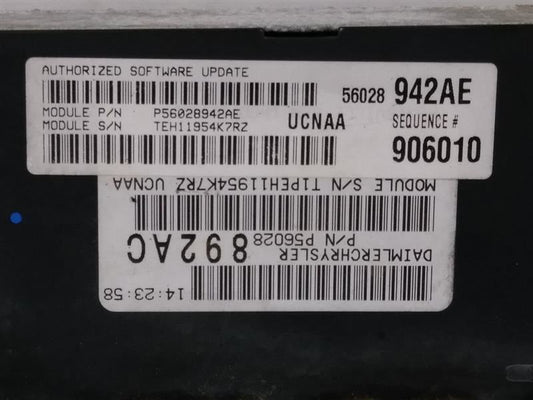 AUTHORIZED SOFTWARE UPDATE
56028 942AE
MODULE P/N P56028942AE
MODULE S/N TEH11954K7RZ
UCNAA
SEQUENCE #
906010
14:23:58
DAIMLERCHRYSLER
P/N P56028 892AC
MODULE S/N T1PEH11954K7RZ UCNAA